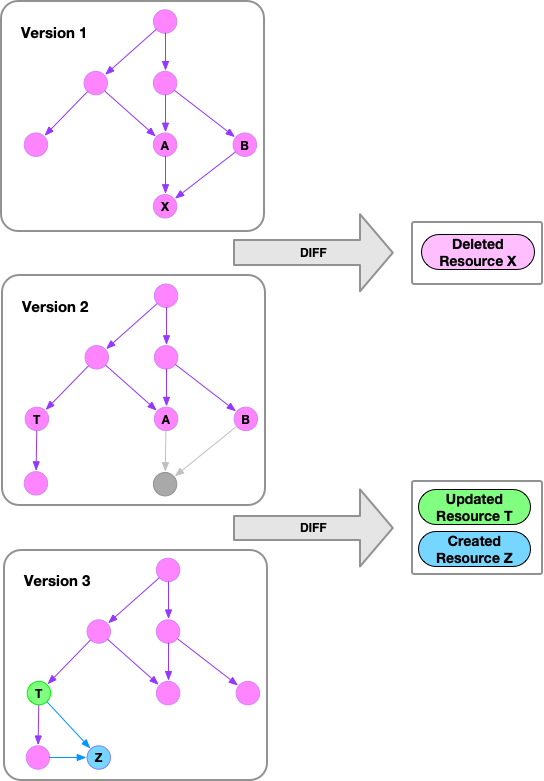 Version 1
A
B
X
DIFF
Deleted
Resource X
Version 2
T
A
B
DIFF
Updated
Resource T
Created
Resource Z
Version 3
T
Z